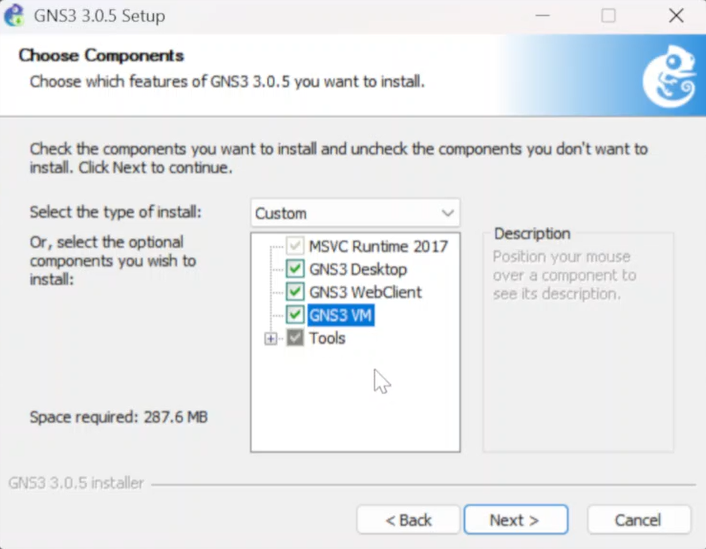 GNS3 3.0.5 Setup
Choose Components
Choose which features of GNS3 3.0.5 you want to install.
Check the components you want to install and uncheck the components you don't want to
install. Click Next to continue.
Select the type of install:
Custom
Or, select the optional
components you wish to
install:
MSVC Runtime 2017
GNS3 Desktop
GNS3 WebClient
GNS3 VM
Tools
Description
Position your mouse
over a component to
see its description.
Space required: 287.6 MB
GNS3 3.0.5 installer
< Back
Next >
Cancel